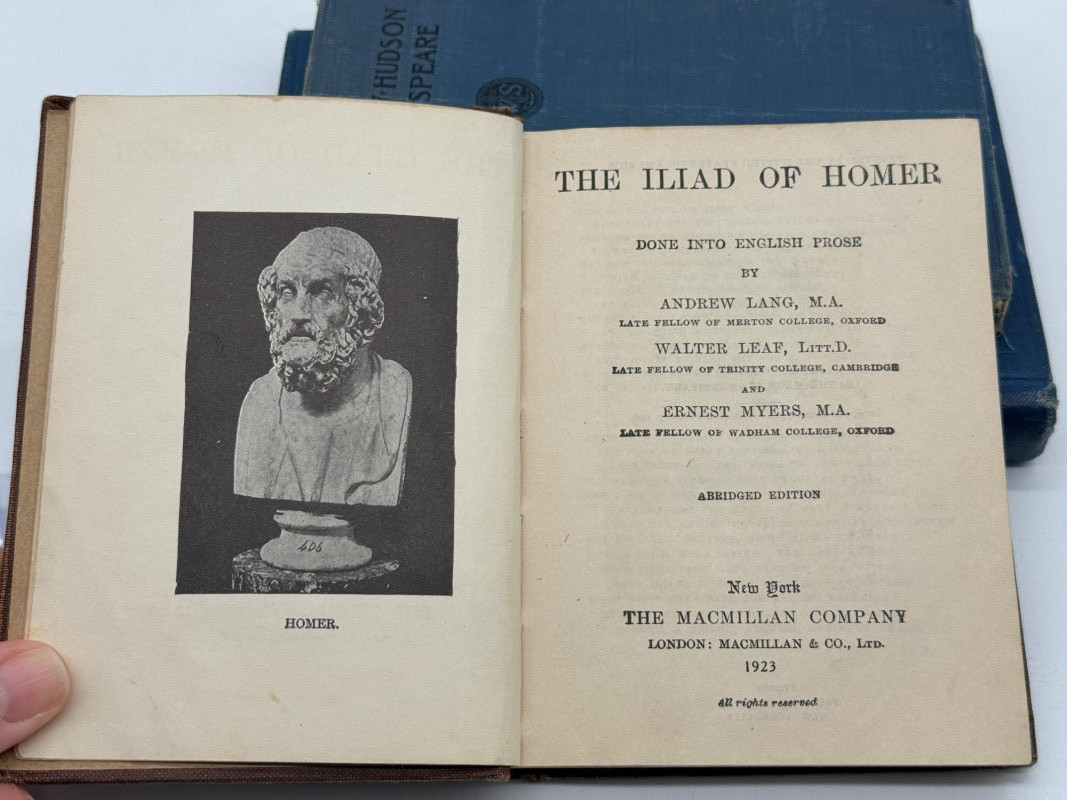 · HUDSON
SPEARE
606
HOMER.
THE ILIAD OF HOMER
DONE INTO ENGLISH PROSE
BY
ANDREW LANG, M.A.
LATE FELLOW OF MERTON COLLEGE, OXFORD
WALTER LEAF, LITT.D.
LATE FELLOW OF TRINITY COLLEGE, CAMBRIDGE
AND
ERNEST MYERS, M.A.
LATE FELLOW OF WADHAM COLLEGE, OXFORD
ABRIDGED EDITION
New York
THE MACMILLAN COMPANY
LONDON: MACMILLAN & CO., LTD.
1923
All rights reserved